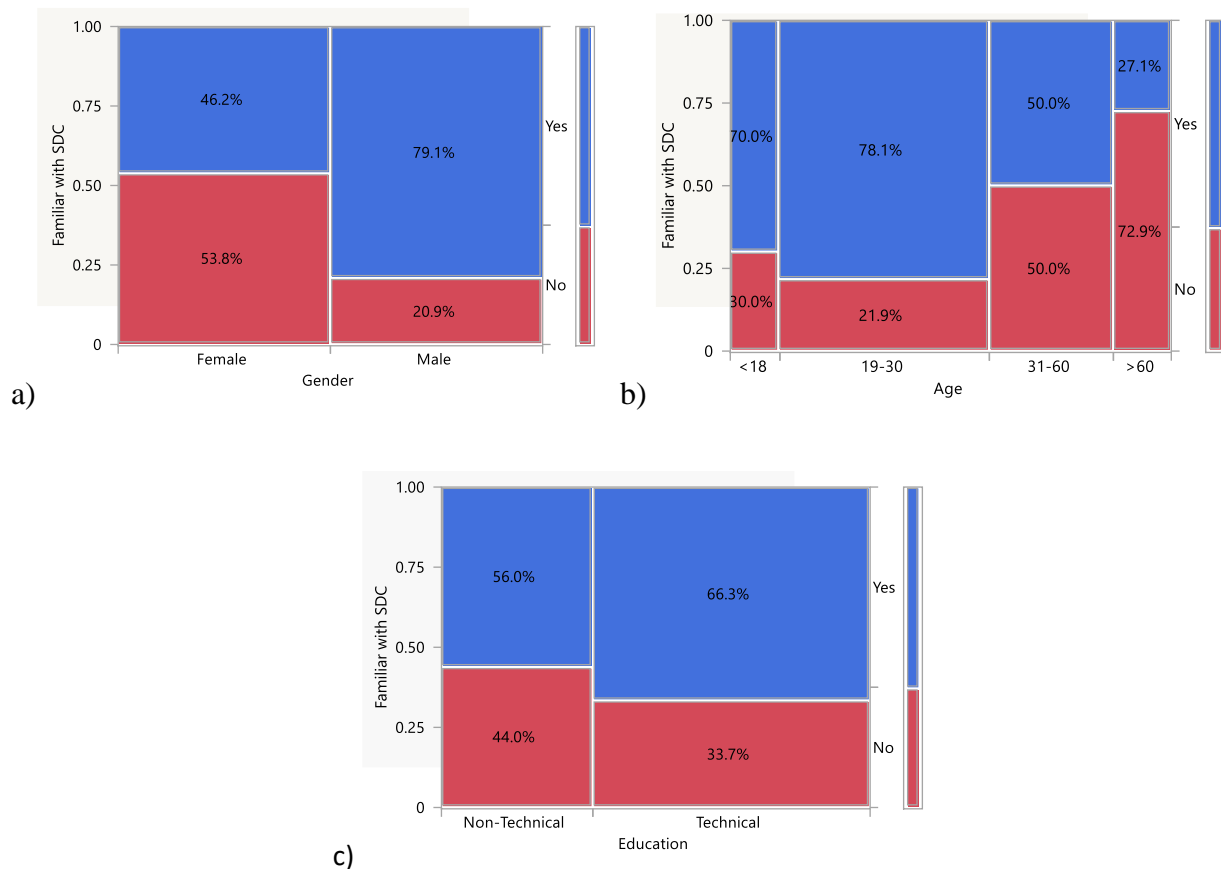 1.00
0.75
0.50
0.25
0
Familiar with SDC
46.2%
53.8%
79.1%
20.9%
Yes
No
Female
Male
Gender
a)
1.00
0.75
0.50
0.25
0
Familiar with SDC
70.0%
30.0%
78.1%
21.9%
50.0%
50.0%
27.1%
72.9%
Yes
No
<18
19-30
31-60
>60
Age
b)
1.00
0.75
0.50
0.25
0
Familiar with SDC
56.0%
44.0%
66.3%
33.7%
Yes
No
Non-Technical
Technical
Education
c)